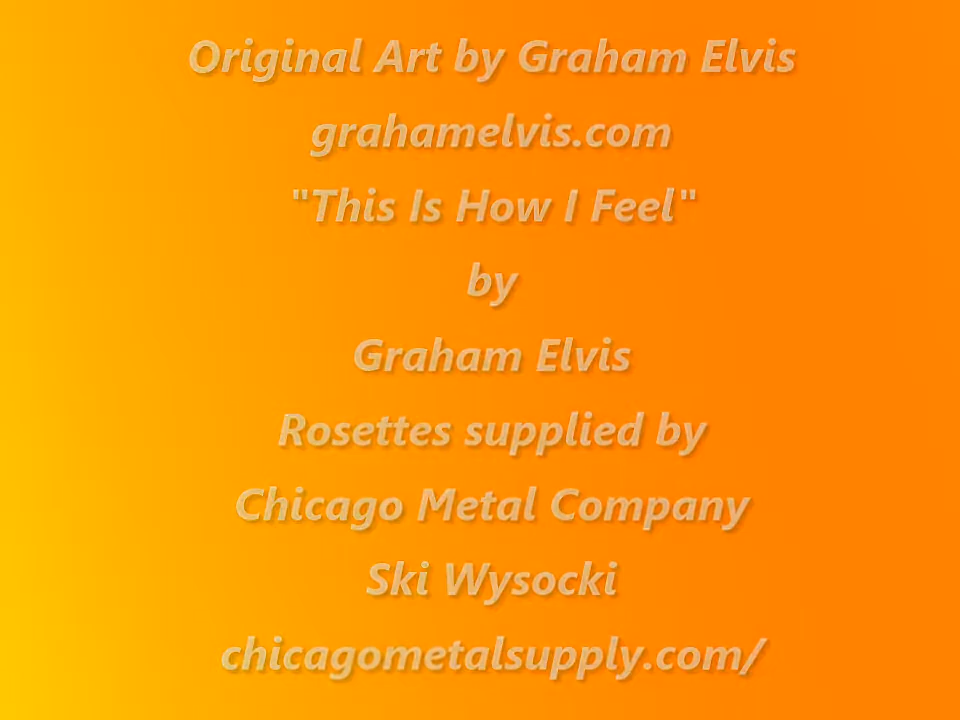 Original Art by Graham Elvis
grahamelvis.com
"This Is How I Feel"
by
Graham Elvis
Rosettes supplied by
Chicago Metal Company
Ski Wysocki
chicagometalsupply.com/